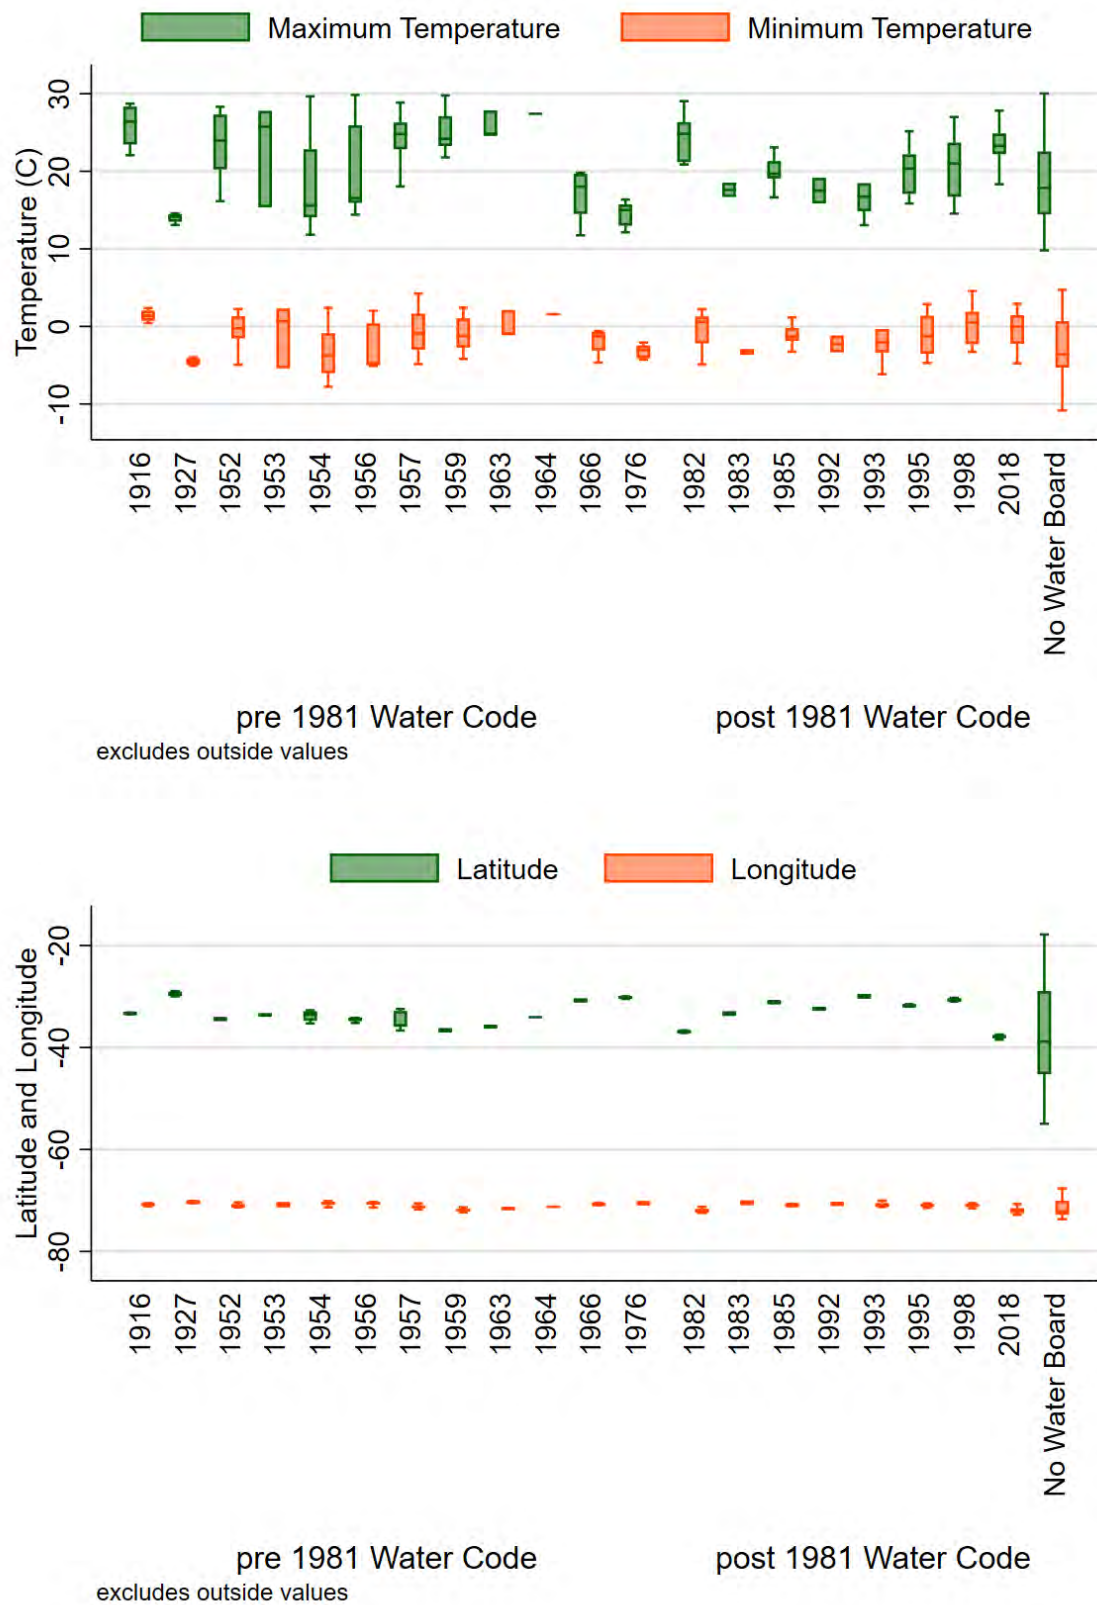 Maximum Temperature Minimum Temperature
Temperature (C)
30
20
10
0
-10
1916 1927 1952 1953 1954 1956 1957 1959 1963 1964 1966 1976 1982 1983 1985 1992 1993 1995 1998 2018 No Water Board
pre 1981 Water Code post 1981 Water Code
excludes outside values
Latitude Longitude
Latitude and Longitude
-20
-40
-60
-80
1916 1927 1952 1953 1954 1956 1957 1959 1963 1964 1966 1976 1982 1983 1985 1992 1993 1995 1998 2018 No Water Board
pre 1981 Water Code post 1981 Water Code
excludes outside values